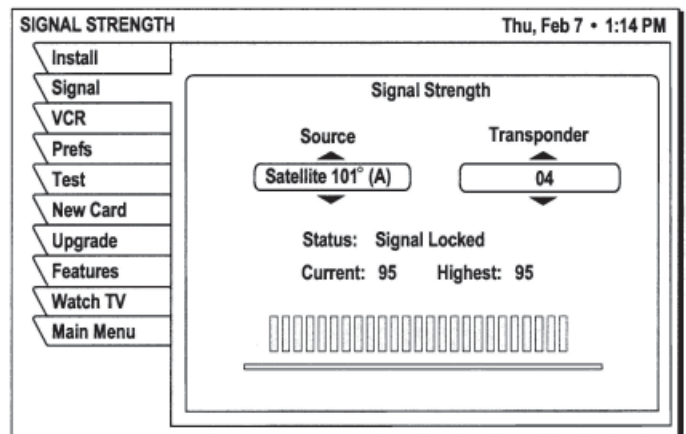 SIGNAL STRENGTH
Thu, Feb 7 • 1:14 PM
Install
Signal
VCR
Prefs
Test
New Card
Upgrade
Features
Watch TV
Main Menu
Signal Strength
Source
Transponder
Satellite 101° (A)
04
Status: Signal Locked
Current: 95 Highest: 95